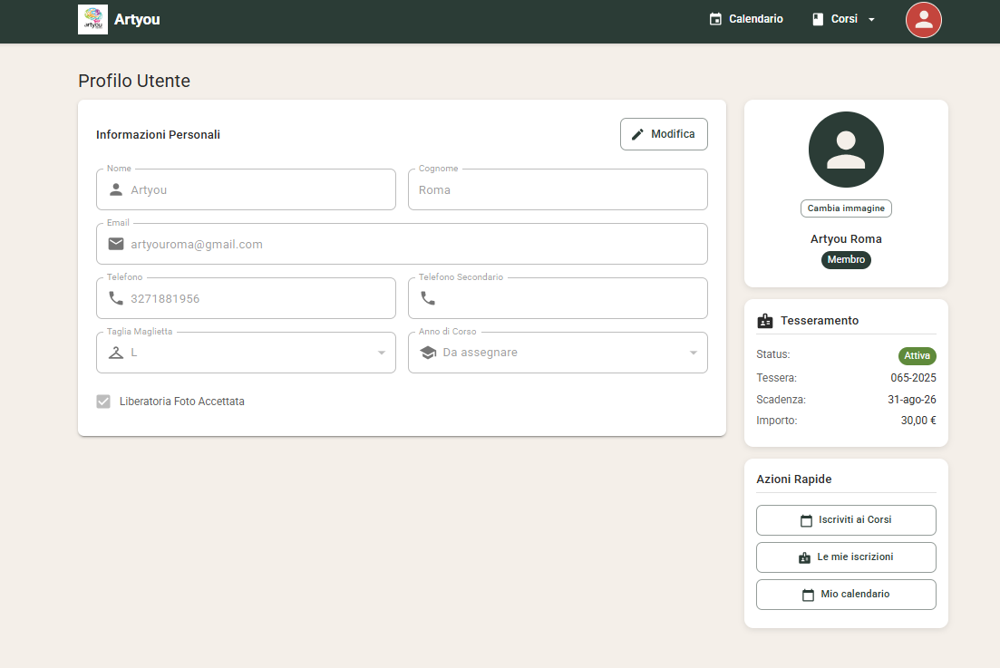 artyou
Artyou
Calendario
Corsi
Profilo Utente
Informazioni Personali
Modifica
Nome
Artyou
Cognome
Roma
Email
artyouroma@gmail.com
Telefono
3271881956
Telefono Secondario
Taglia Maglietta
L
Anno di Corso
Da assegnare
Liberatoria Foto Accettata
Cambia immagine
Artyou Roma
Membro
Tesseramento
Status: Attiva
Tessera: 065-2025
Scadenza: 31-ago-26
Importo: 30,00 €
Azioni Rapide
Iscriviti ai Corsi
Le mie iscrizioni
Mio calendario